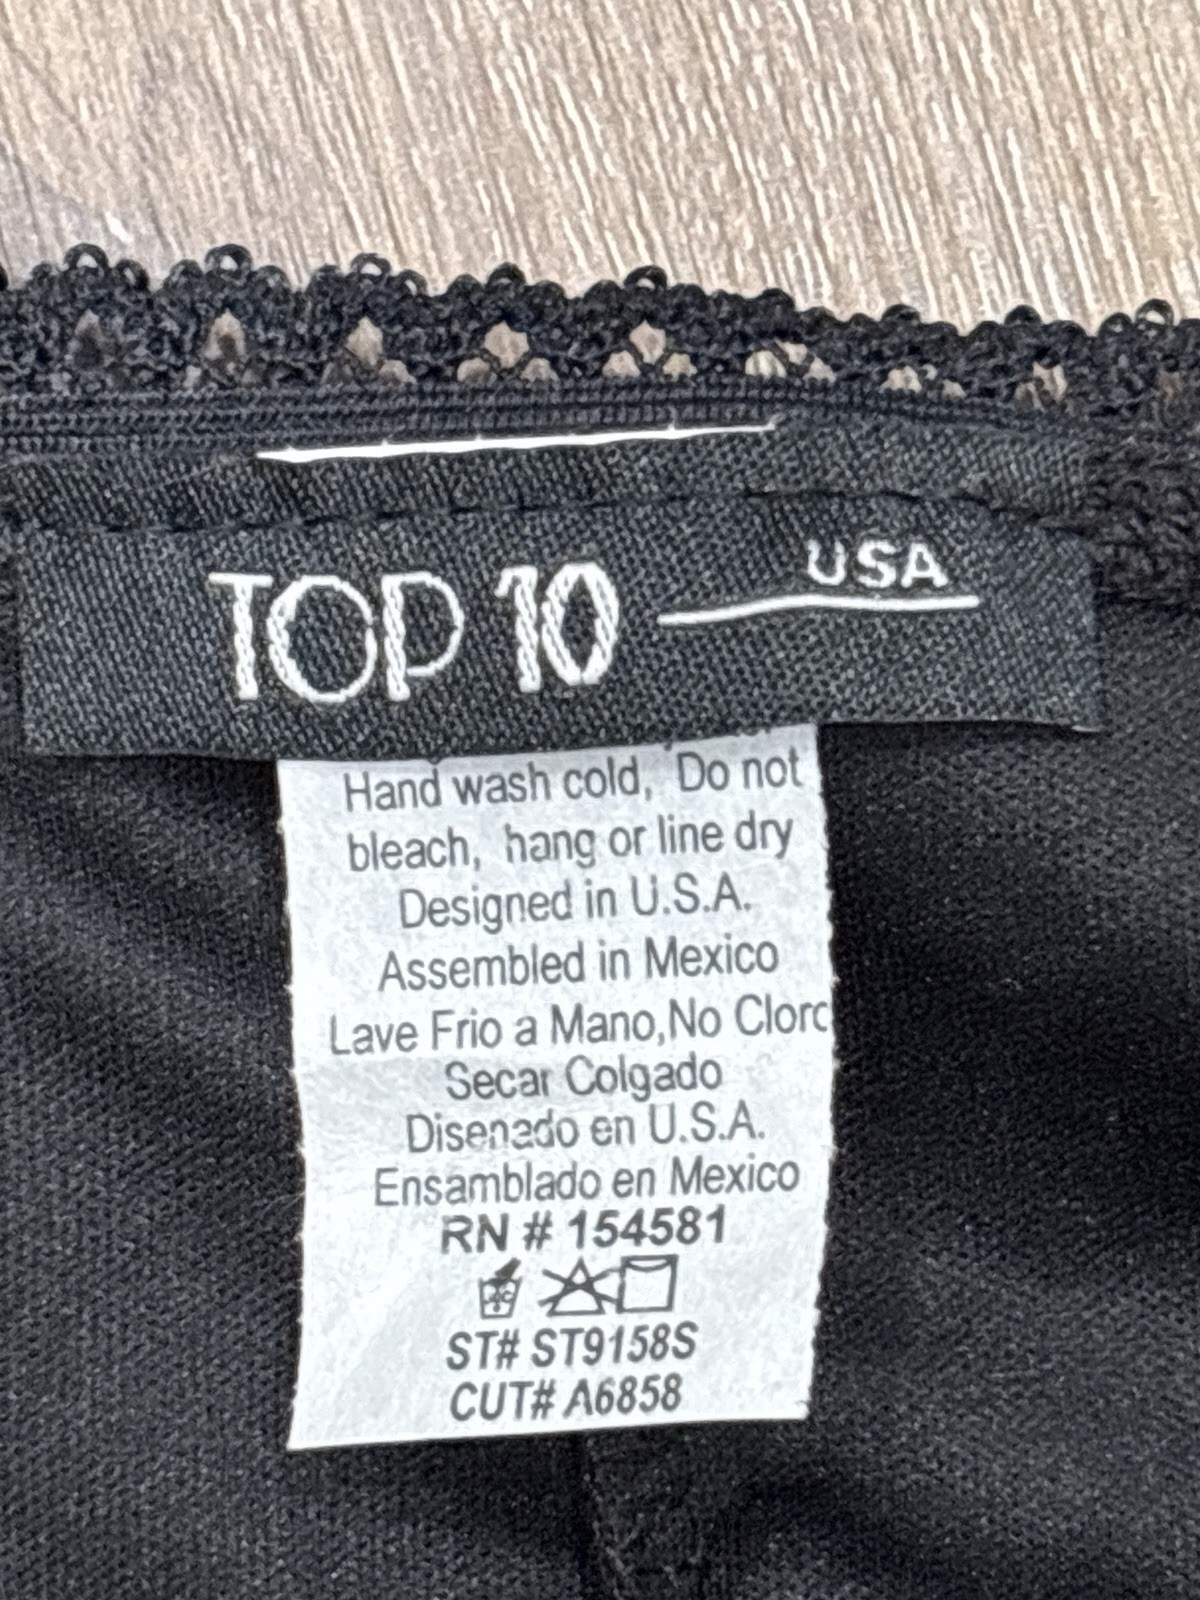 TOP 10 USA
Hand wash cold, Do not
bleach, hang or line dry
Designed in U.S.A.
Assembled in Mexico
Lave Frio a Mano,No Cloro
Secar Colgado
Disenado en U.S.A.
Ensamblado en Mexico
RN # 154581
ST# ST9158S
CUT# A6858